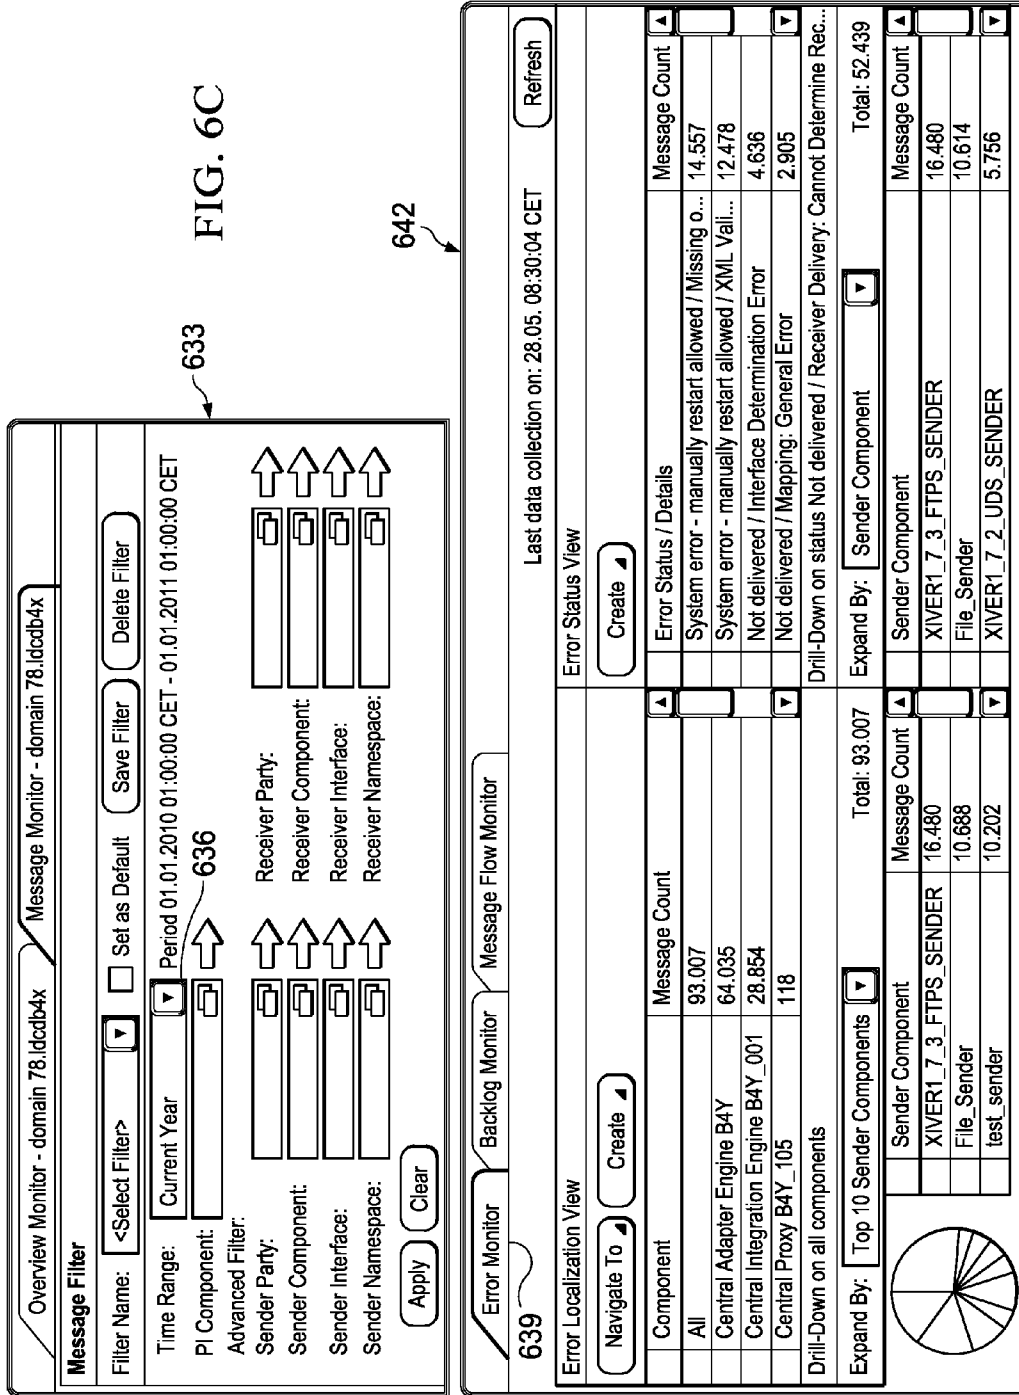 FIG. 6C
Overview Monitor - domain 78.ldcdb4x
Message Monitor - domain 78.ldcdb4x
Message Filter
Filter Name: <Select Filter> Set as Default Save Filter Delete Filter
Time Range: Current Year Period 01.01.2010 01:00:00 CET - 01.01.2011 01:00:00 CET
636
633
PI Component:
Advanced Filter:
Sender Party: Receiver Party:
Sender Component: Receiver Component:
Sender Interface: Receiver Interface:
Sender Namespace: Receiver Namespace:
Apply Clear
642
Error Monitor Backlog Monitor Message Flow Monitor
639
Last data collection on: 28.05. 08:30:04 CET Refresh
Error Localization View
Navigate To Create
Component Message Count
All 93.007
Central Adapter Engine B4Y 64.035
Central Integration Engine B4Y_001 28.854
Central Proxy B4Y_105 118
Drill-Down on all components
Expand By: Top 10 Sender Components Total: 93.007
Sender Component Message Count
XIVER1_7_3_FTPS_SENDER 16.480
File_Sender 10.688
test_sender 10.202
Error Status View
Create
Error Status / Details Message Count
System error - manually restart allowed / Missing o... 14.557
System error - manually restart allowed / XML Vali... 12.478
Not delivered / Interface Determination Error 4.636
Not delivered / Mapping: General Error 2.905
Drill-Down on status Not delivered / Receiver Delivery: Cannot Determine Rec...
Expand By: Sender Component Total: 52.439
Sender Component Message Count
XIVER1_7_3_FTPS_SENDER 16.480
File_Sender 10.614
XIVER1_7_2_UDS_SENDER 5.756